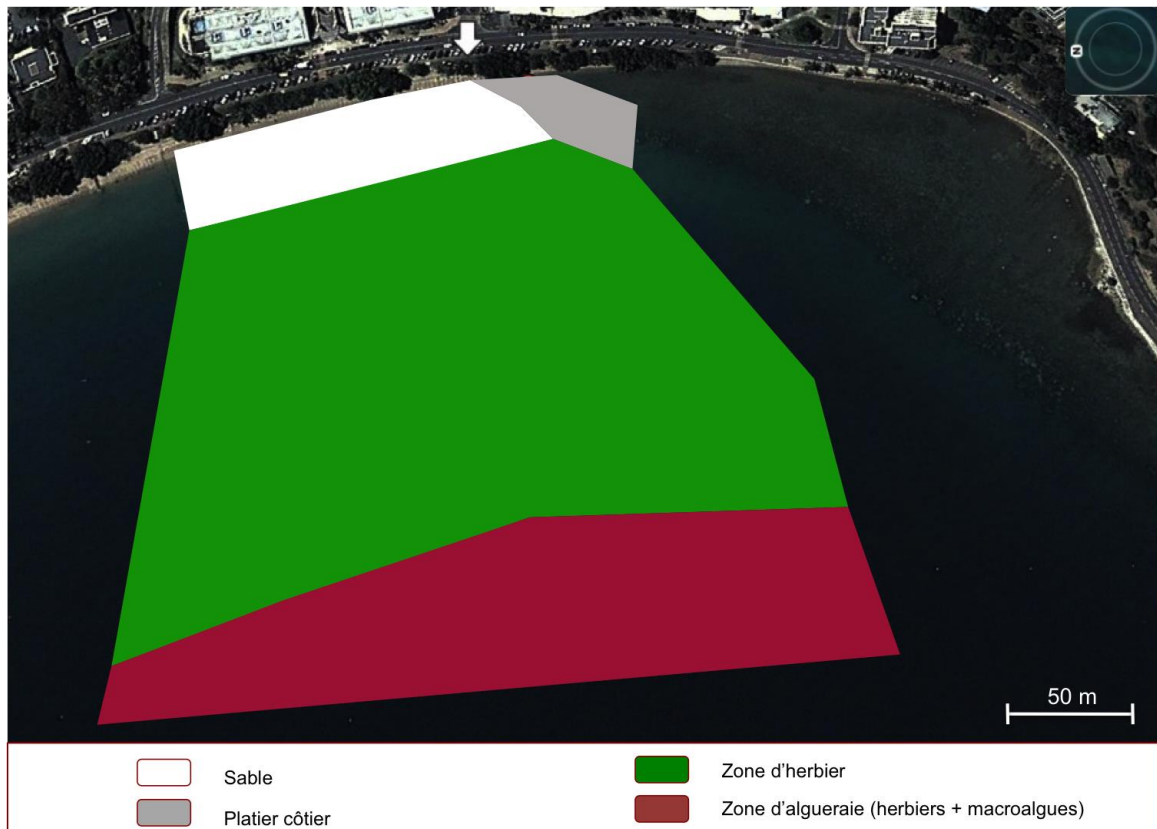 N
50 m
Sable
Zone d'herbier
Platier côtier
Zone d'algueraie (herbiers + macroalgues)